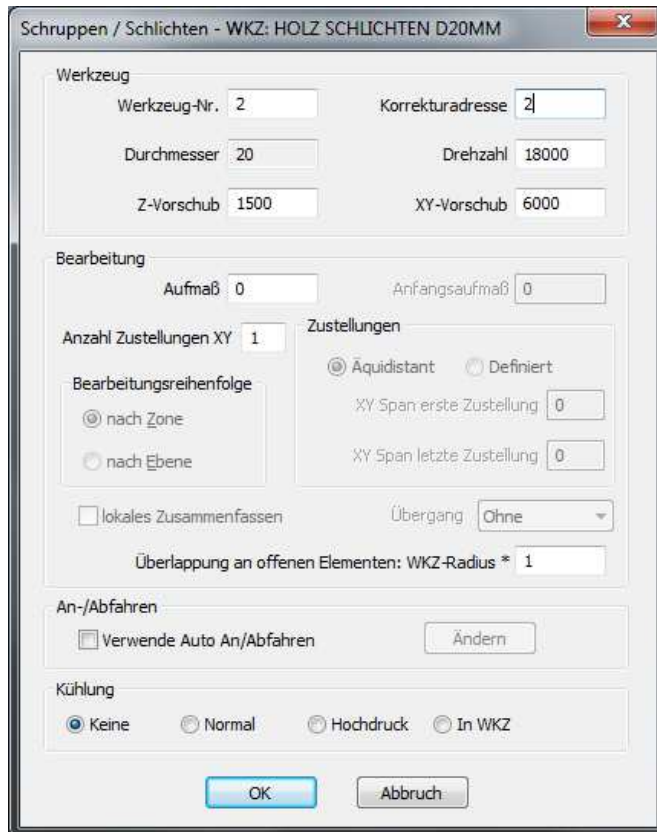 Schruppen / Schlichten - WKZ: HOLZ SCHLICHTEN D20MM
Werkzeug
Werkzeug-Nr. 2 Korrekturadresse 2
Durchmesser 20 Drehzahl 18000
Z-Vorschub 1500 XY-Vorschub 6000
Bearbeitung
Aufmaß 0 Anfangsaufmaß 0
Anzahl Zustellungen XY 1
Zustellungen
Äquidistant Definiert
XY Span erste Zustellung 0
XY Span letzte Zustellung 0
Bearbeitungsreihenfolge
nach Zone
nach Ebene
lokales Zusammenfassen Übergang Ohne
Überlappung an offenen Elementen: WKZ-Radius * 1
An-/Abfahren
Verwende Auto An/Abfahren Ändern
Kühlung
Keine Normal Hochdruck In WKZ
OK Abbruch